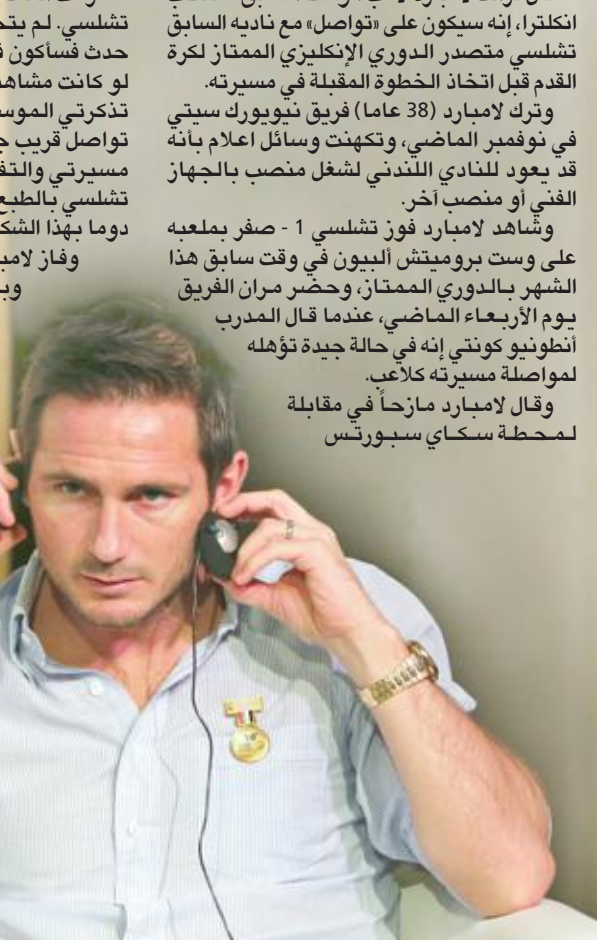 انكلترا، إنه سيكون على «تواصل» مع ناديه السابق
تشلسي متصدر الدوري الإنكليزي الممتاز لكرة
القدم قبل اتخاذ الخطوة المقبلة في مسيرته.
وترك لامبارد (38 عاما) فريق نيويورك سيتي
في نوفمبر الماضي، وتكهنت وسائل اعلام بأنه
قد يعود للنادي اللندني لشغل منصب بالجهاز
الفني أو منصب آخر.
وشاهد لامبارد فوز تشلسي 1 - صفر بملعبه
على وست بروميتش ألبيون في وقت سابق هذا
الشهر بالدوري الممتاز، وحضر مران الفريق
يوم الأربعاء الماضي، عندما قال المدرب
أنطونيو كونتي إنه في حالة جيدة تؤهله
لمواصلة مسيرته كلاعب.
وقال لامبارد مازحاً في مقابلة
لمحطة سكاي سبورتس
تشلسي. لم يتح
حدث فسأكون
لو كانت مشاهد
تذكرتي الموس
تواصل قريب
مسيرتي والتف
تشلسي بالطبع
دوما بهذا الشك
وفاز لامب
وب